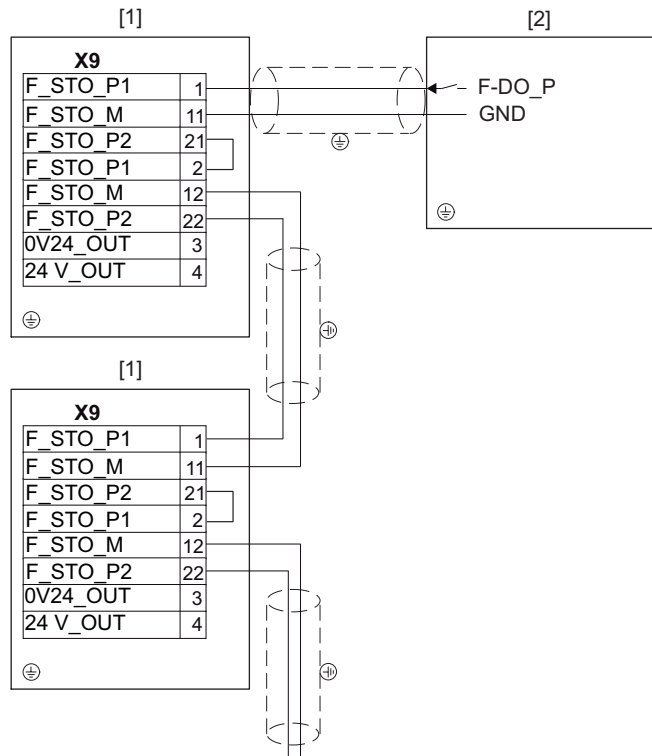 [1]
[2]
X9
F_STO_P1 1
F-DO_P
F_STO_M 11
GND
F_STO_P2 21
F_STO_P1 2
F_STO_M 12
F_STO_P2 22
0V24_OUT 3
24 V_OUT 4
[1]
X9
F_STO_P1 1
F_STO_M 11
F_STO_P2 21
F_STO_P1 2
F_STO_M 12
F_STO_P2 22
0V24_OUT 3
24 V_OUT 4